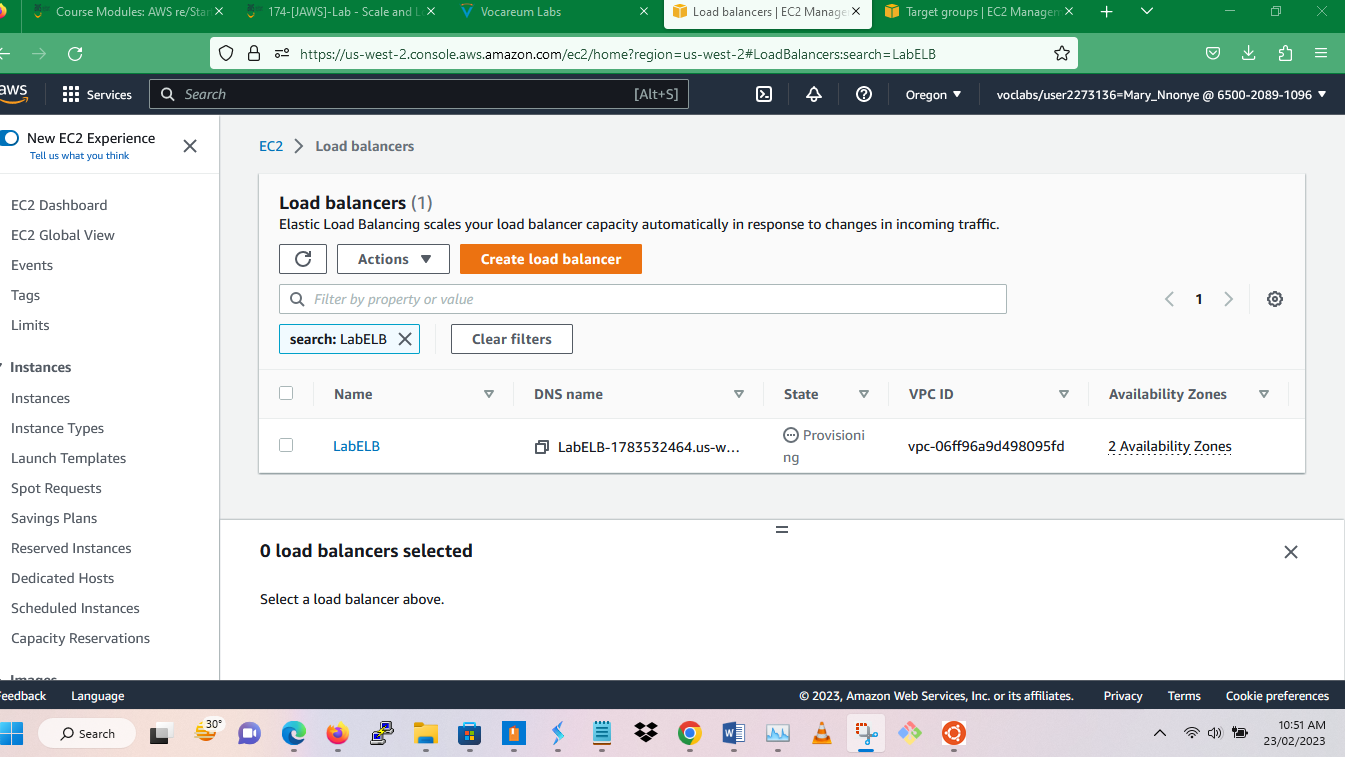 Course Modules: AWS re/Star
174-[JAWS]-Lab - Scale and L
Vocareum Labs
Load balancers | EC2 Manage
Target groups | EC2 Managem
https://us-west-2.console.aws.amazon.com/ec2/home?region=us-west-2#LoadBalancers:search=LabELB
aws
Services
Search
[Alt+S]
Oregon
voclabs/user2273136=Mary_Nnonye @ 6500-2089-1096
New EC2 Experience
Tell us what you think
EC2 Dashboard
EC2 Global View
Events
Tags
Limits
Instances
Instances
Instance Types
Launch Templates
Spot Requests
Savings Plans
Reserved Instances
Dedicated Hosts
Scheduled Instances
Capacity Reservations
Images
EC2 > Load balancers
Load balancers (1)
Elastic Load Balancing scales your load balancer capacity automatically in response to changes in incoming traffic.
Actions
Create load balancer
Filter by property or value
1
search: LabELB
Clear filters
Name
DNS name
State
VPC ID
Availability Zones
LabELB
LabELB-1783532464.us-w...
Provisioni
ng
vpc-06ff96a9d498095fd
2 Availability Zones
0 load balancers selected
Select a load balancer above.
eedback
Language
© 2023, Amazon Web Services, Inc. or its affiliates.
Privacy
Terms
Cookie preferences
Search
30°
10:51 AM
23/02/2023